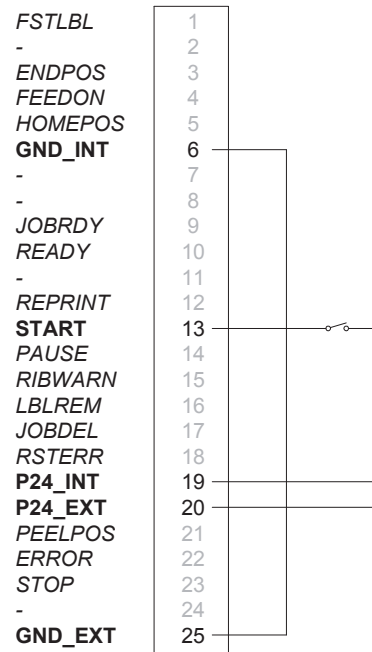 FSTLBL 1
- 2
ENDPOS 3
FEEDON 4
HOMEPOS 5
GND_INT 6
- 7
- 8
JOBRDY 9
READY 10
- 11
REPRINT 12
START 13
PAUSE 14
RIBWARN 15
LBLREM 16
JOBDEL 17
RSTERR 18
P24_INT 19
P24_EXT 20
PEELPOS 21
ERROR 22
STOP 23
- 24
GND_EXT 25